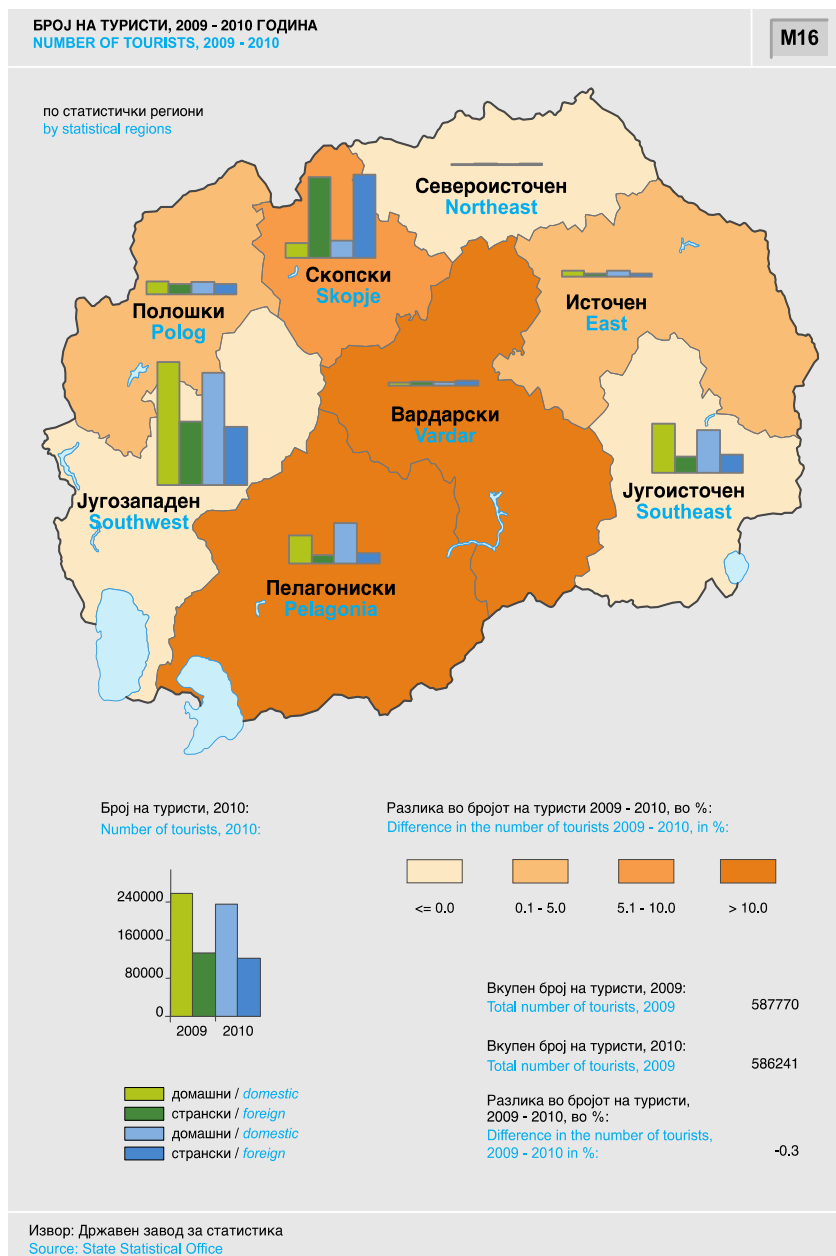 БРОЈ НА ТУРИСТИ, 2009 - 2010 ГОДИНА
NUMBER OF TOURISTS, 2009 - 2010
M16
по статистички региони
by statistical regions
Североисточен
Northeast
Скопски
Skopje
Полошки
Polog
Источен
East
Вардарски
Vardar
Југозападен
Southwest
Југоисточен
Southeast
Пелагониски
Pelagonia
Број на туристи, 2010:
Number of tourists, 2010:
240000
160000
80000
0
2009
2010
домашни / domestic
странски / foreign
домашни / domestic
странски / foreign
Разлика во бројот на туристи 2009 - 2010, во %:
Difference in the number of tourists 2009 - 2010, in %:
<= 0.0
0.1 - 5.0
5.1 - 10.0
> 10.0
Вкупен број на туристи, 2009:
Total number of tourists, 2009
587770
Вкупен број на туристи, 2010:
Total number of tourists, 2009
586241
Разлика во бројот на туристи,
2009 - 2010, во %:
Difference in the number of tourists,
2009 - 2010 in %:
-0.3
Извор: Државен завод за статистика
Source: State Statistical Office